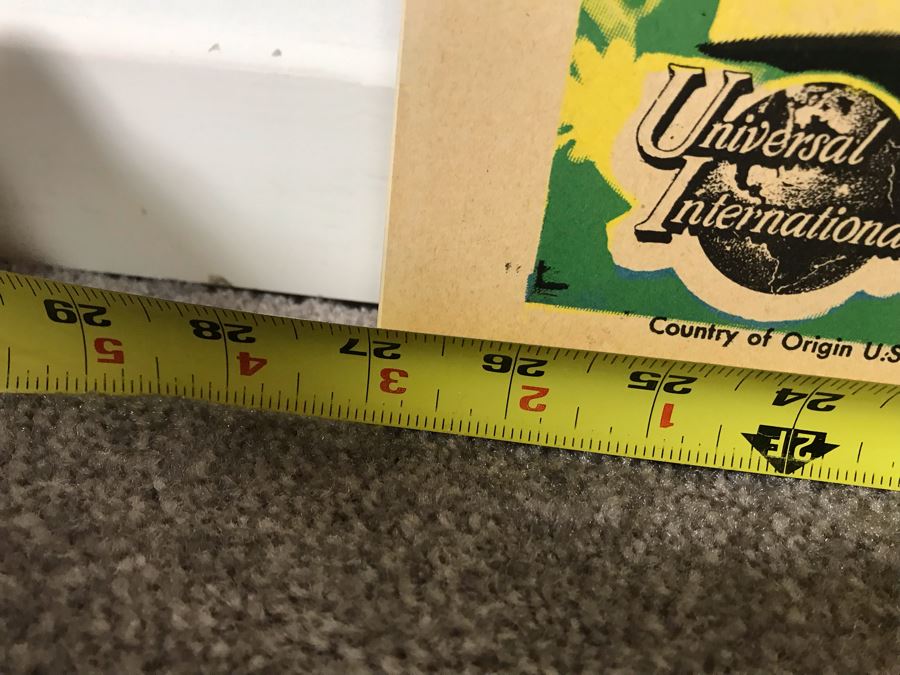 Universal
International
Country of Origin U.S
29 28 27 26 25 24
5 4 3 2 1 2F